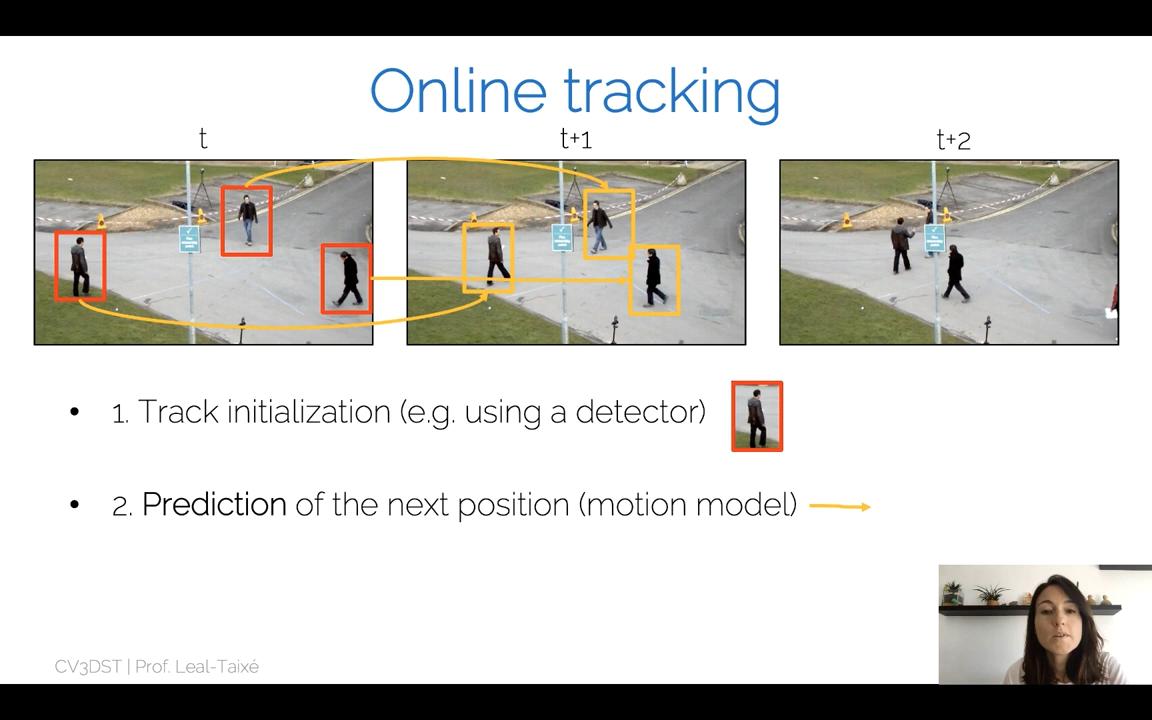 Online tracking
t
t+1
t+2
• 1. Track initialization (e.g. using a detector)
• 2. Prediction of the next position (motion model)
CV3DST | Prof. Leal-Taixé